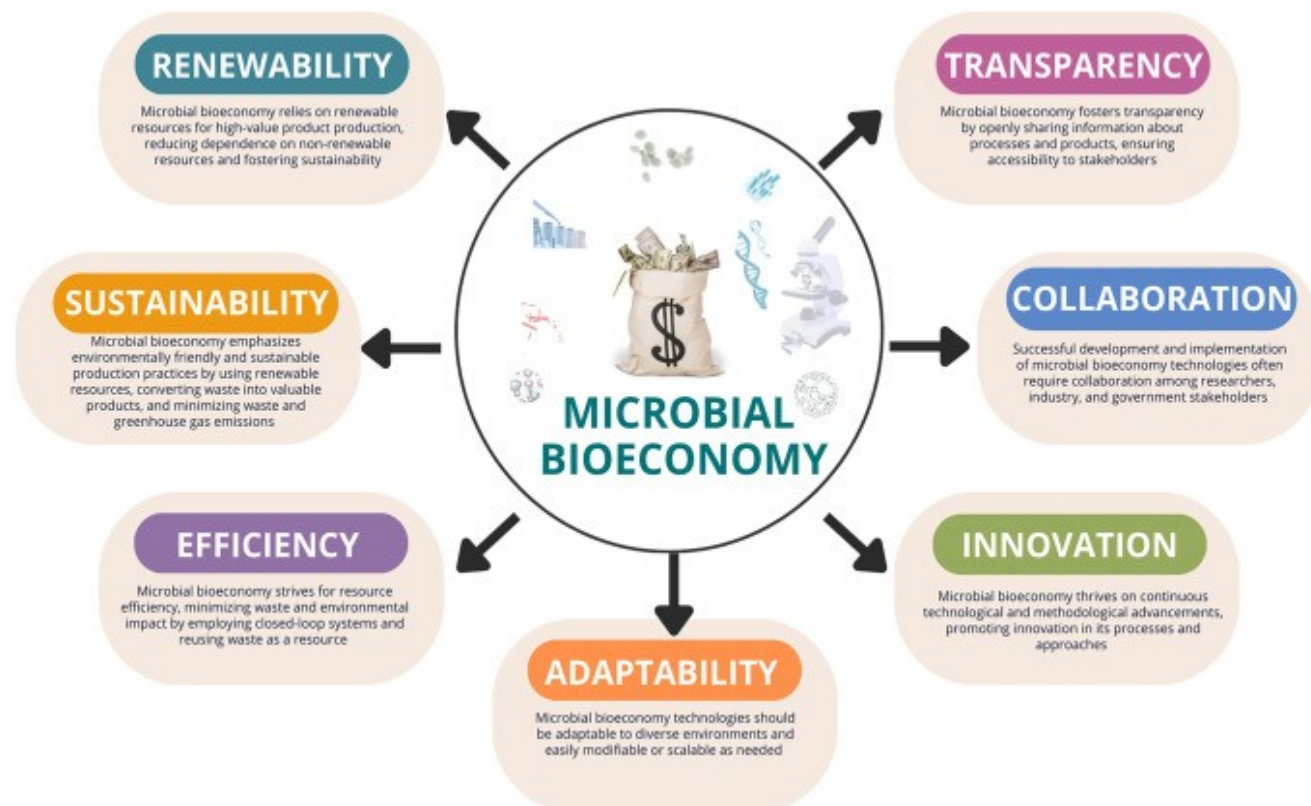 RENEWABILITY
Microbial bioeconomy relies on renewable
resources for high-value product production,
reducing dependence on non-renewable
resources and fostering sustainability
TRANSPARENCY
Microbial bioeconomy fosters transparency
by openly sharing information about
processes and products, ensuring
accessibility to stakeholders
SUSTAINABILITY
Microbial bioeconomy emphasizes
environmentally friendly and sustainable
production practices by using renewable
resources, converting waste into valuable
products, and minimizing waste and
greenhouse gas emissions
$
MICROBIAL
BIOECONOMY
COLLABORATION
Successful development and implementation
of microbial bioeconomy technologies often
require collaboration among researchers,
industry, and government stakeholders
EFFICIENCY
Microbial bioeconomy strives for resource
efficiency, minimizing waste and environmental
impact by employing closed-loop systems and
reusing waste as a resource
INNOVATION
Microbial bioeconomy thrives on continuous
technological and methodological advancements,
promoting innovation in its processes and
approaches
ADAPTABILITY
Microbial bioeconomy technologies should
be adaptable to diverse environments and
easily modifiable or scalable as needed